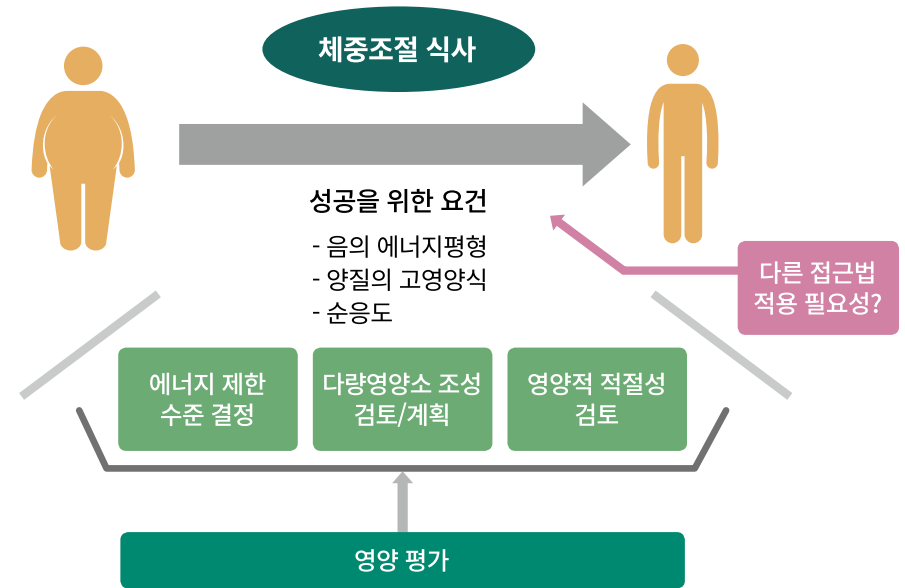 체중조절 식사
성공을 위한 요건
- 음의 에너지평형
- 양질의 고영양식
- 순응도
다른 접근법
적용 필요성?
에너지 제한
수준 결정
다량영양소 조성
검토/계획
영양적 적절성
검토
영양 평가